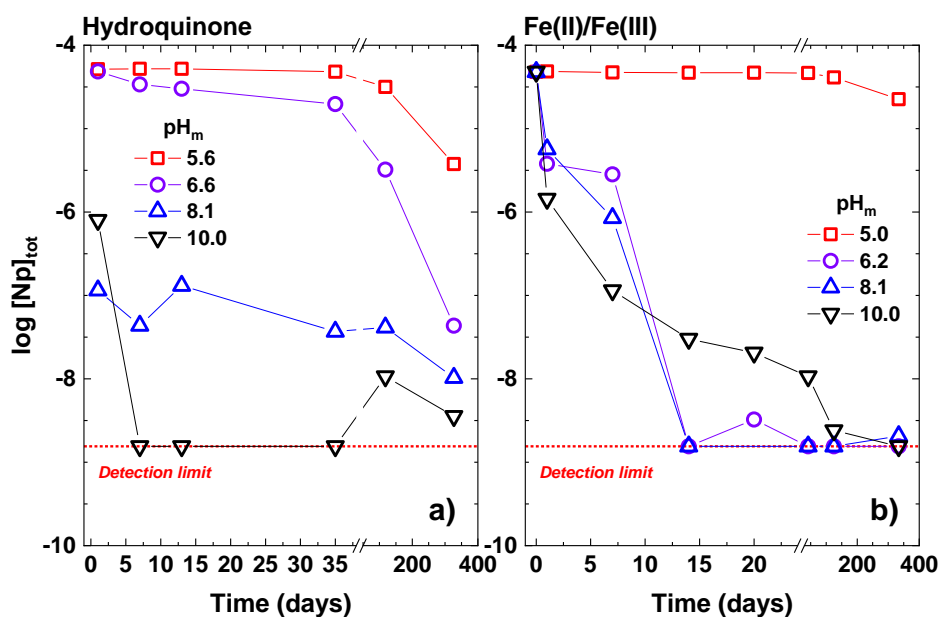 Hydroquinone
Fe(II)/Fe(III)
log [Np]tot
-4
-6
-8
-10
pHm
5.6
6.6
8.1
10.0
Detection limit
a)
0 5 10 15 20 25 30 35 200 400
Time (days)
-4
-6
-8
-10
pHm
5.0
6.2
8.1
10.0
Detection limit
b)
0 5 10 15 20 200 400
Time (days)